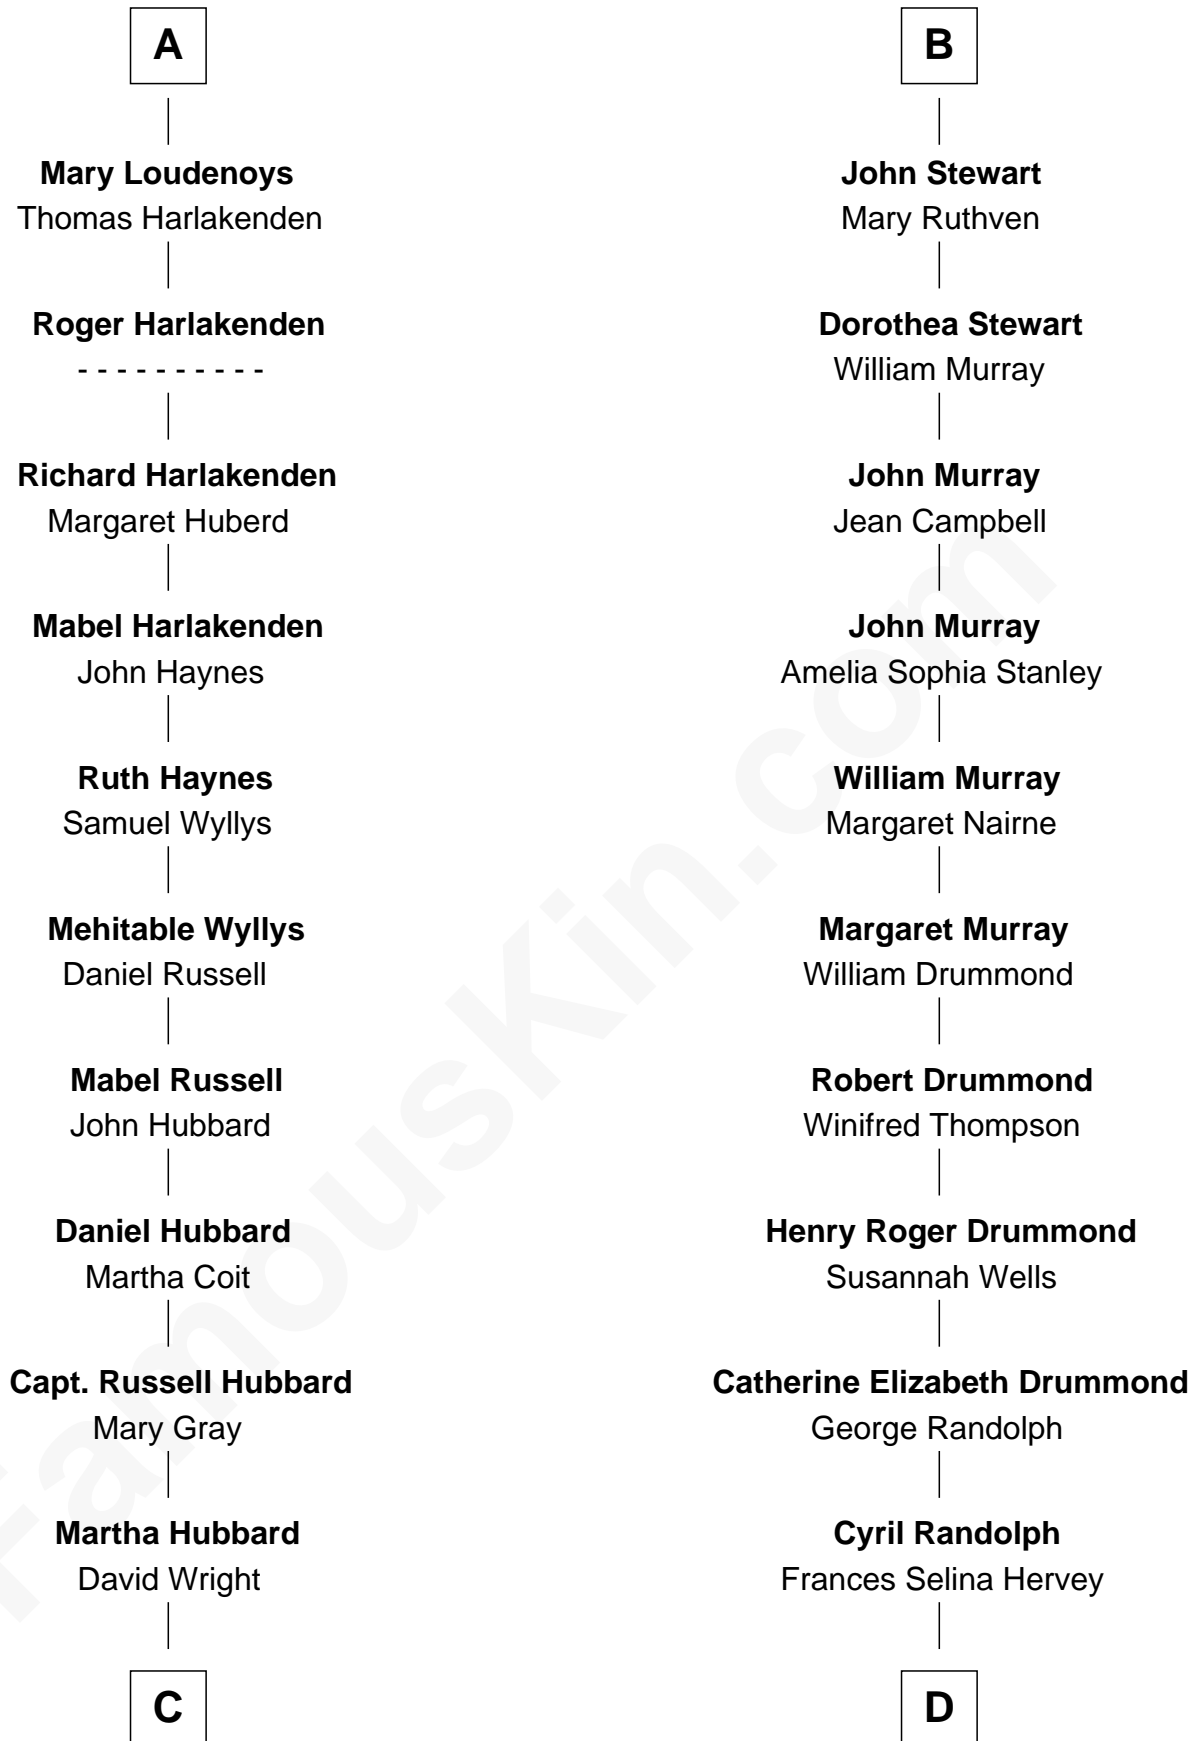 A
Mary Loudenoys
Thomas Harlakenden
Roger Harlakenden
- - - - - - - - - -
Richard Harlakenden
Margaret Huberd
Mabel Harlakenden
John Haynes
Ruth Haynes
Samuel Wyllys
Mehitable Wyllys
Daniel Russell
Mabel Russell
John Hubbard
Daniel Hubbard
Martha Coit
Capt. Russell Hubbard
Mary Gray
Martha Hubbard
David Wright
C
B
John Stewart
Mary Ruthven
Dorothea Stewart
William Murray
John Murray
Jean Campbell
John Murray
Amelia Sophia Stanley
William Murray
Margaret Nairne
Margaret Murray
William Drummond
Robert Drummond
Winifred Thompson
Henry Roger Drummond
Susannah Wells
Catherine Elizabeth Drummond
George Randolph
Cyril Randolph
Frances Selina Hervey
D
FamousKin.com